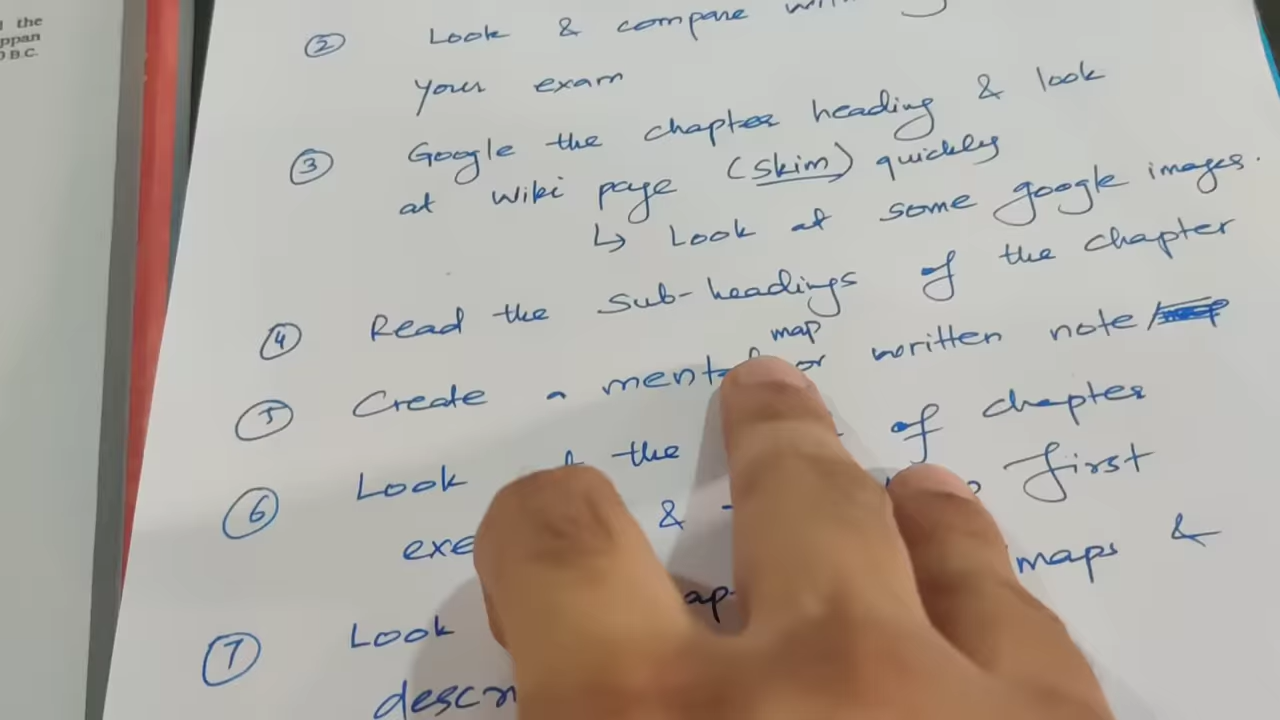 the
ppan
B.C.
② Look & compare
your exam
③ Google the chapter heading & look
at Wiki page (skim) quickly
↳ Look at some google images.
④ Read the sub-headings of the chapter
map
⑤ Create a or written note/
⑥ Look the of chapter
& first
⑦ Look maps &